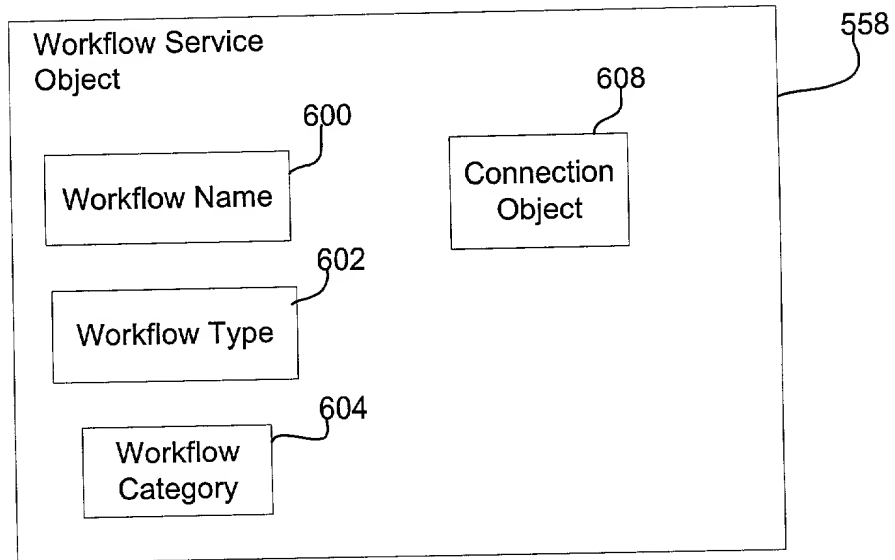 558
Workflow Service
Object
608
600
Connection
Object
Workflow Name
602
Workflow Type
604
Workflow
Category